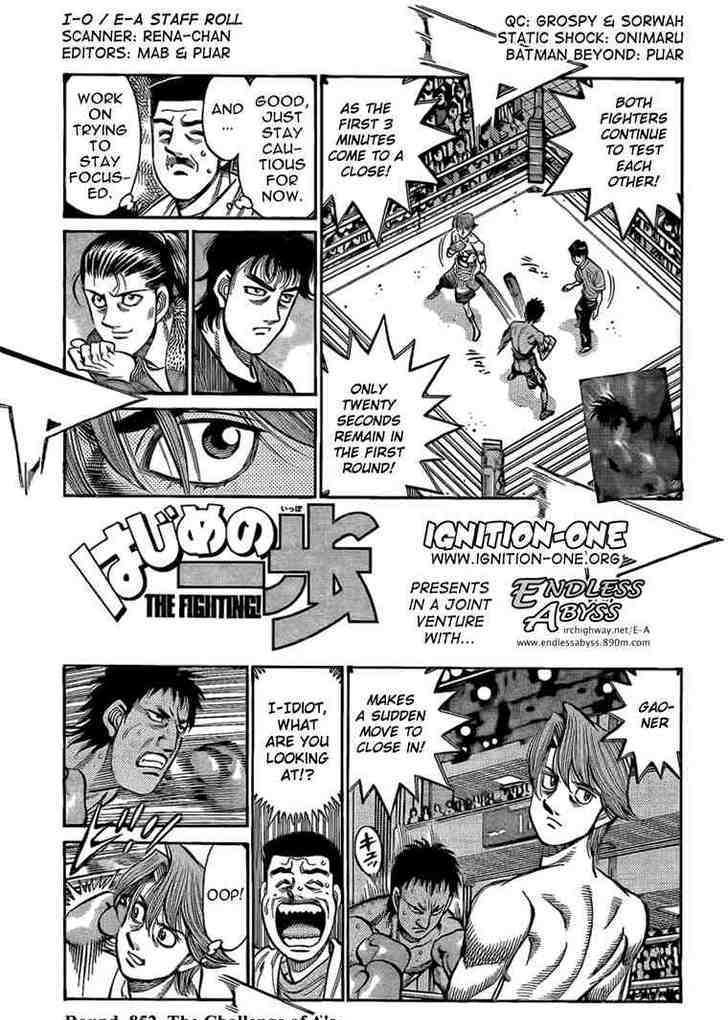 I-O / E-A STAFF ROLL
SCANNER: RENA-CHAN
EDITORS: MAB & PUAR
QC: GROSPY & SORWAH
STATIC SHOCK: ONIMARU
BATMAN BEYOND: PUAR
BOTH
FIGHTERS
CONTINUE
TO TEST
EACH
OTHER!
AS THE
FIRST 3
MINUTES
COME TO A
CLOSE!
GOOD,
JUST
STAY
CAU-
TIOUS
FOR
NOW.
AND
...
WORK
ON
TRYING
TO
STAY
FOCUS-
ED.
ONLY
TWENTY
SECONDS
REMAIN IN
THE FIRST
ROUND!
はじめの一歩
いっぽ
THE FIGHTING!
IGNITION-ONE
WWW.IGNITION-ONE.ORG
PRESENTS
IN A JOINT
VENTURE
WITH...
ENDLESS
ABYSS
irchighway.net/E-A
www.endlessabyss.890m.com
GAO-
NER
MAKES
A SUDDEN
MOVE TO
CLOSE IN!
I-IDIOT,
WHAT
ARE YOU
LOOKING
AT!?
OOP!